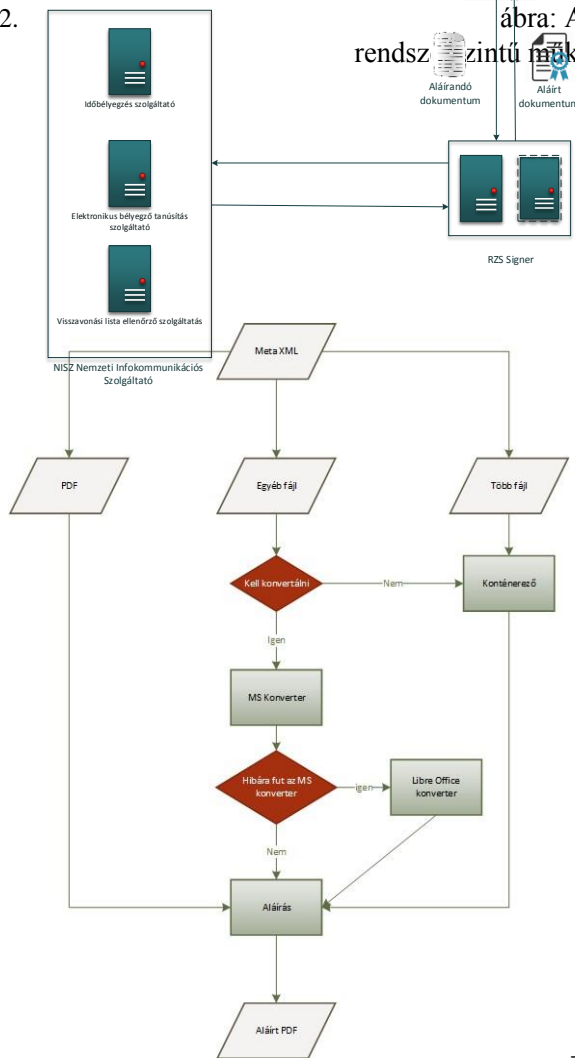 2.
ábra: A
rendsz zintű műk
Aláírandó
dokumentum
Aláírt
dokumentum
Időbélyegzés szolgáltató
Elektronikus bélyegző tanúsítás
szolgáltató
Visszavonási lista ellenőrző szolgáltatás
RZS Signer
NISZ Nemzeti Infokommunikációs
Szolgáltató
Meta XML
PDF
Egyéb fájl
Több fájl
Kell konvertálni
Nem
Konténerező
Igen
MS Konverter
Hibára fut az MS
konverter
igen
Libre Office
konverter
Nem
Aláírás
Aláírt PDF